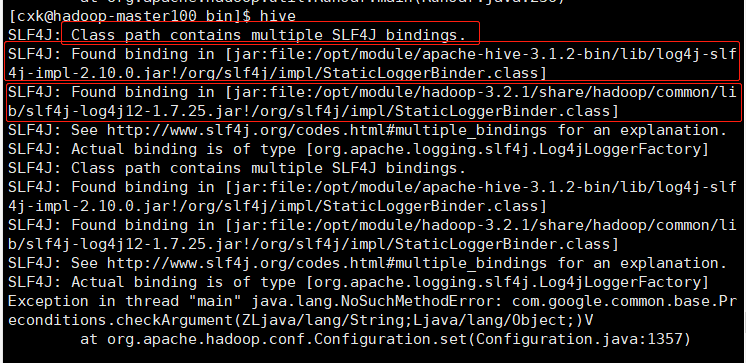 [cxk@hadoop-master100 bin]$ hive
SLF4J: Class path contains multiple SLF4J bindings.
SLF4J: Found binding in [jar:file:/opt/module/apache-hive-3.1.2-bin/lib/log4j-slf
4j-impl-2.10.0.jar!/org/slf4j/impl/StaticLoggerBinder.class]
SLF4J: Found binding in [jar:file:/opt/module/hadoop-3.2.1/share/hadoop/common/li
b/slf4j-log4j12-1.7.25.jar!/org/slf4j/impl/StaticLoggerBinder.class]
SLF4J: See http://www.slf4j.org/codes.html#multiple_bindings for an explanation.
SLF4J: Actual binding is of type [org.apache.logging.slf4j.Log4jLoggerFactory]
SLF4J: Class path contains multiple SLF4J bindings.
SLF4J: Found binding in [jar:file:/opt/module/apache-hive-3.1.2-bin/lib/log4j-slf
4j-impl-2.10.0.jar!/org/slf4j/impl/StaticLoggerBinder.class]
SLF4J: Found binding in [jar:file:/opt/module/hadoop-3.2.1/share/hadoop/common/li
b/slf4j-log4j12-1.7.25.jar!/org/slf4j/impl/StaticLoggerBinder.class]
SLF4J: See http://www.slf4j.org/codes.html#multiple_bindings for an explanation.
SLF4J: Actual binding is of type [org.apache.logging.slf4j.Log4jLoggerFactory]
Exception in thread "main" java.lang.NoSuchMethodError: com.google.common.base.Pr
econditions.checkArgument(ZLjava/lang/String;Ljava/lang/Object;)V
at org.apache.hadoop.conf.Configuration.set(Configuration.java:1357)